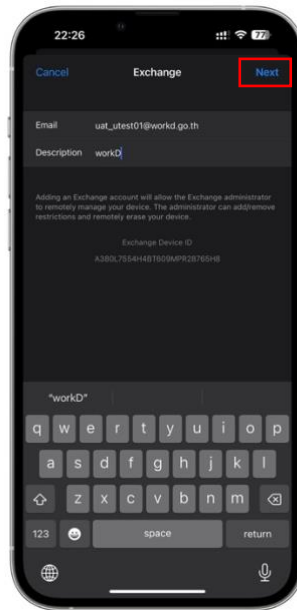 22:26 77
Cancel Exchange Next
Email uat_utest01@workd.go.th
Description workD
Adding an Exchange account will allow the Exchange administrator
to remotely manage your device. The administrator can add/remove
restrictions and remotely erase your device.
Exchange Device ID
A380L7554H4BT609MPR2B765H8
"workD"
q w e r t y u i o p
a s d f g h j k l
z x c v b n m
123 space return